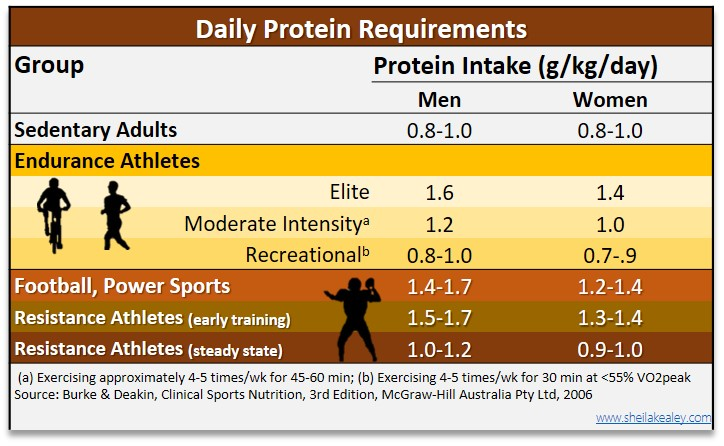 Daily Protein Requirements
Group Protein Intake (g/kg/day)
Men Women
Sedentary Adults 0.8-1.0 0.8-1.0
Endurance Athletes
Elite 1.6 1.4
Moderate Intensitya 1.2 1.0
Recreationalb 0.8-1.0 0.7-.9
Football, Power Sports 1.4-1.7 1.2-1.4
Resistance Athletes (early training) 1.5-1.7 1.3-1.4
Resistance Athletes (steady state) 1.0-1.2 0.9-1.0
(a) Exercising approximately 4-5 times/wk for 45-60 min; (b) Exercising 4-5 times/wk for 30 min at <55% VO2peak
Source: Burke & Deakin, Clinical Sports Nutrition, 3rd Edition, McGraw-Hill Australia Pty Ltd, 2006
www.sheilakealey.com